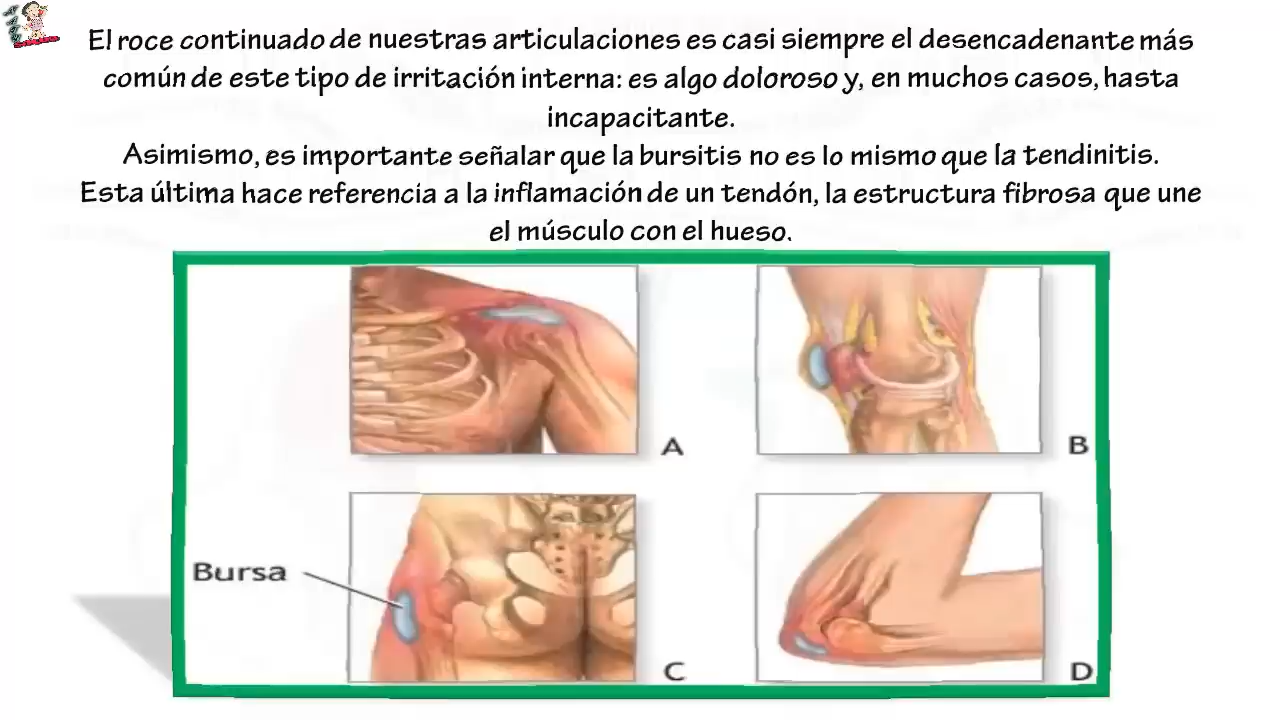 El roce continuado de nuestras articulaciones es casi siempre el desencadenante más
común de este tipo de irritación interna: es algo doloroso y, en muchos casos, hasta
incapacitante.
Asimismo, es importante señalar que la bursitis no es lo mismo que la tendinitis.
Esta última hace referencia a la inflamación de un tendón, la estructura fibrosa que une
el músculo con el hueso.
A
B
Bursa
C
D